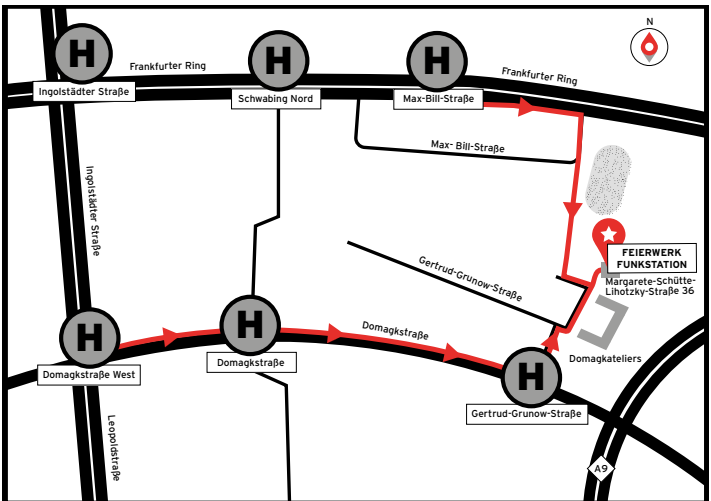 N
H
H
H
Frankfurter Ring
Frankfurter Ring
Ingolstädter Straße
Schwabing Nord
Max-Bill-Straße
Max- Bill-Straße
Ingolstädter Straße
FEIERWERK
FUNKSTATION
Margarete-Schütte-
Lihotzky-Straße 36
Gertrud-Grunow-Straße
H
H
Domagkstraße
Domagkateliers
Domagkstraße West
Domagkstraße
H
Gertrud-Grunow-Straße
Leopoldstraße
A9